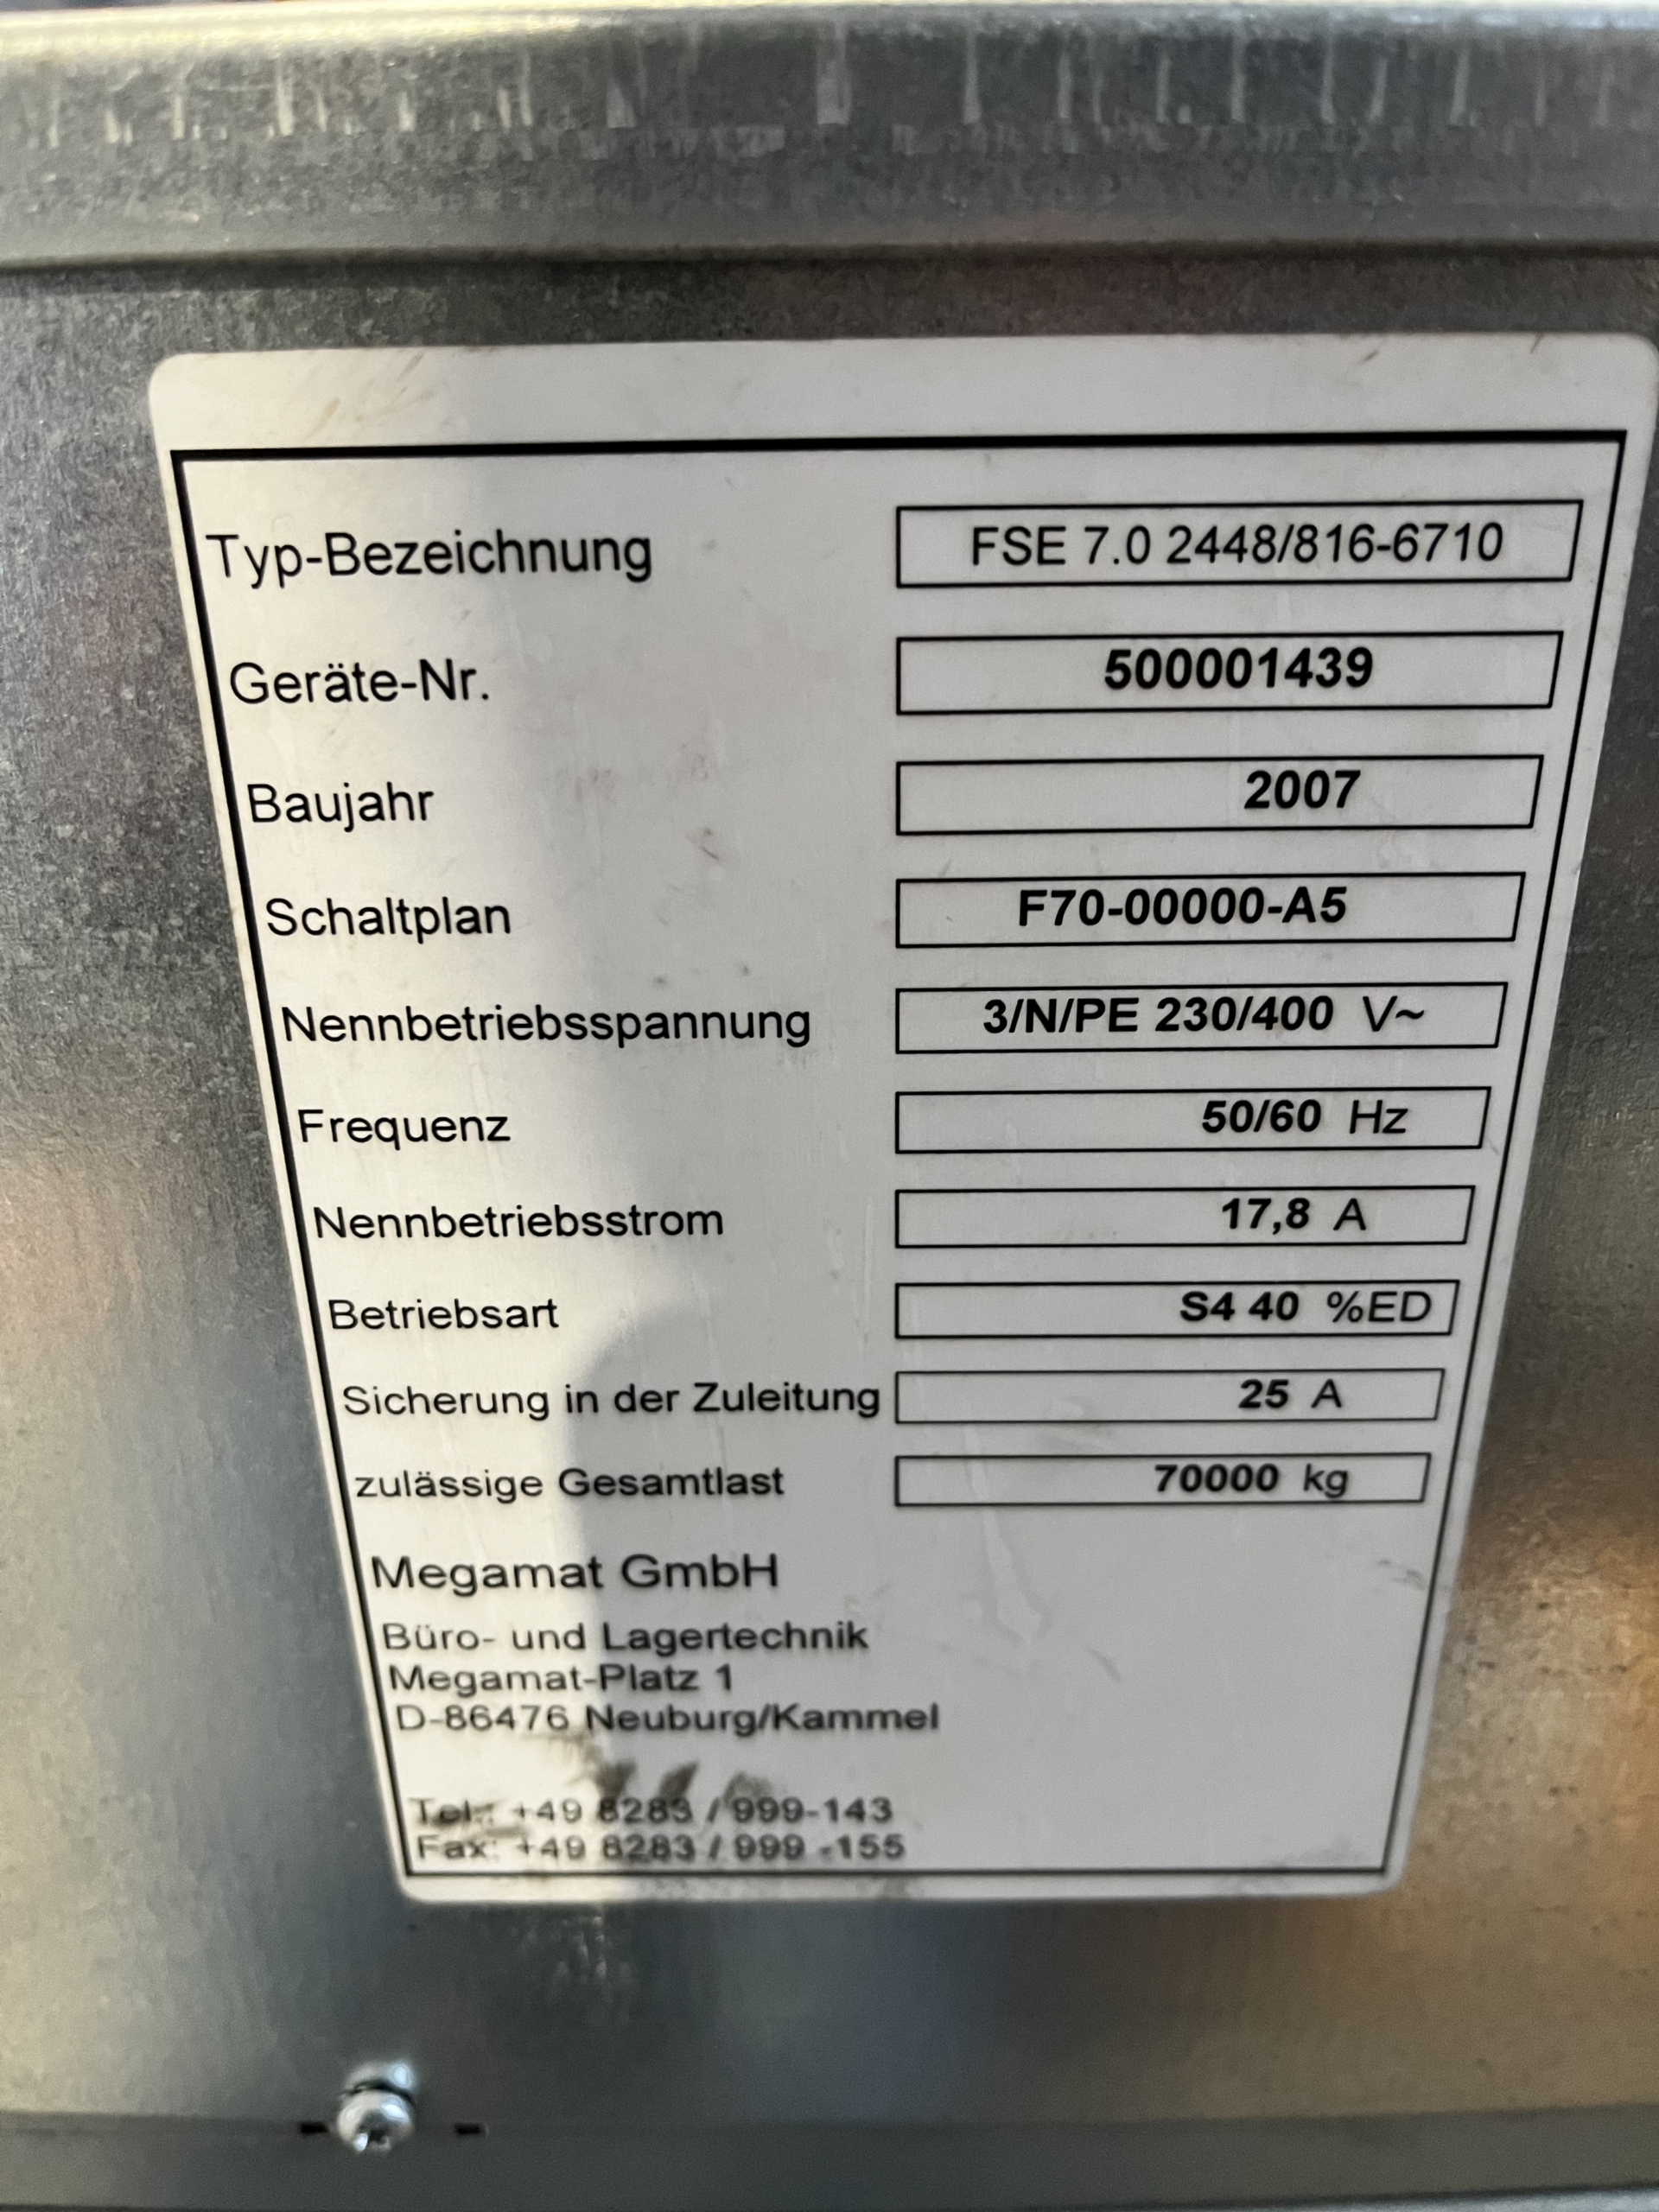 Typ-Bezeichnung FSE 7.0 2448/816-6710
Geräte-Nr. 500001439
Baujahr 2007
Schaltplan F70-00000-A5
Nennbetriebsspannung 3/N/PE 230/400 V~
Frequenz 50/60 Hz
Nennbetriebsstrom 17,8 A
Betriebsart S4 40 %ED
Sicherung in der Zuleitung 25 A
zulässige Gesamtlast 70000 kg
Megamat GmbH
Büro- und Lagertechnik
Megamat-Platz 1
D-86476 Neuburg/Kammel
Tel.: +49 8283 / 999-143
Fax: +49 8283 / 999 -155